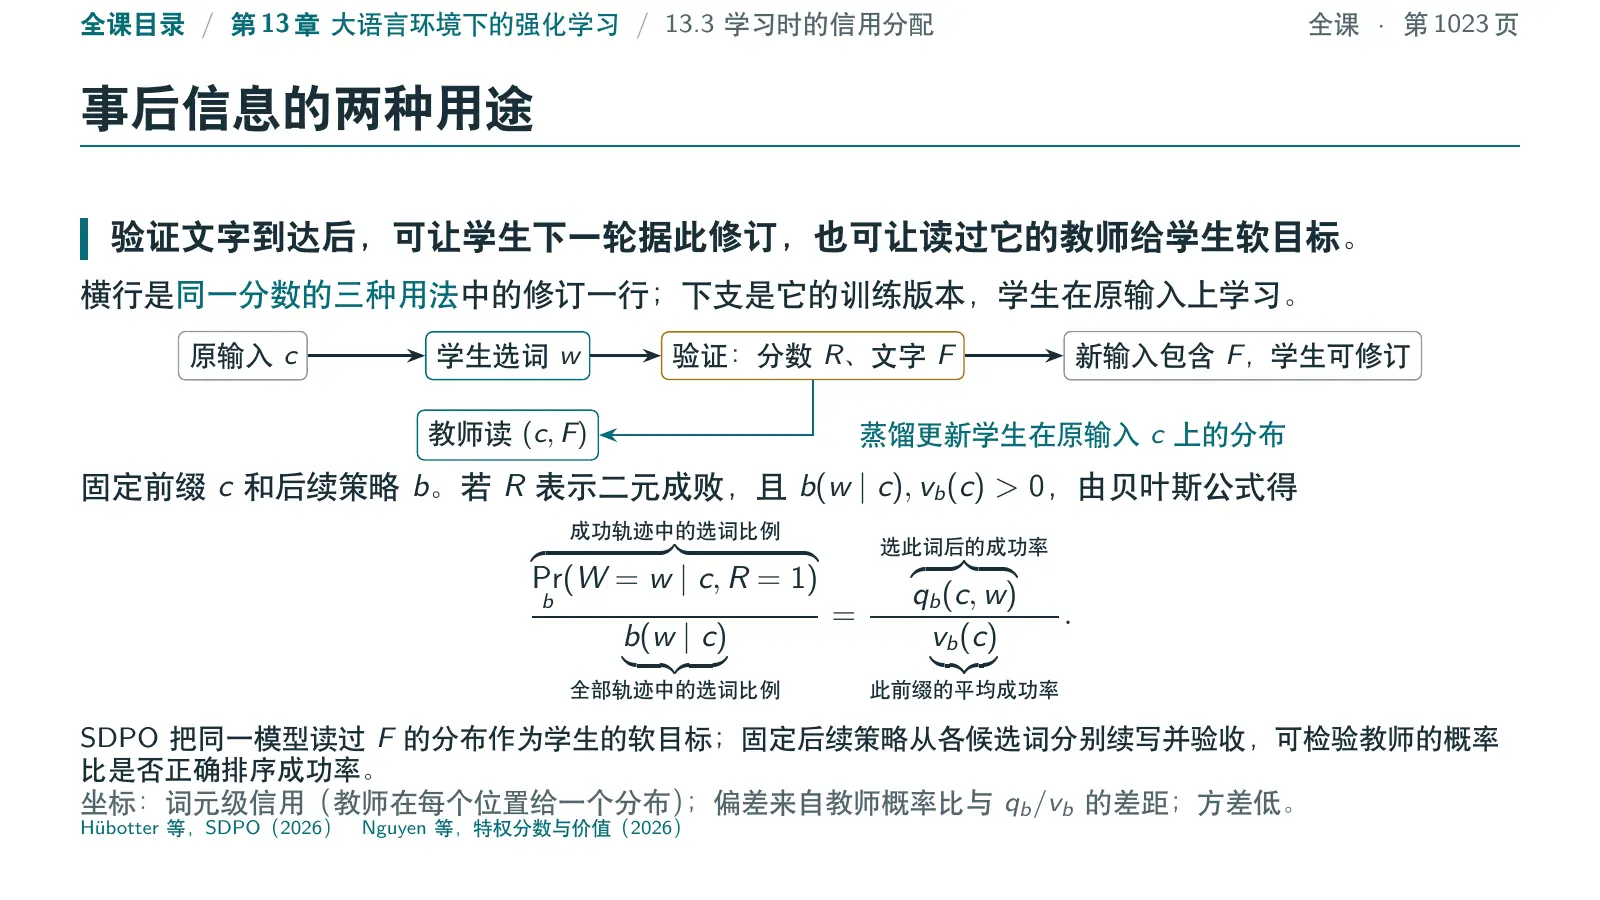 全课目录 / 第13章 大语言环境下的强化学习 / 13.3 学习时的信用分配
全课 · 第1023页
事后信息的两种用途
验证文字到达后，可让学生下一轮据此修订，也可让读过它的教师给学生软目标。
横行是同一分数的三种用法中的修订一行；下支是它的训练版本，学生在原输入上学习。
原输入 c
学生选词 w
验证：分数 R、文字 F
新输入包含 F，学生可修订
教师读 (c, F)
蒸馏更新学生在原输入 c 上的分布
固定前缀 c 和后续策略 b。若 R 表示二元成败，且 b(w | c), v_b(c) > 0，由贝叶斯公式得
成功轨迹中的选词比例
Pr_b(W = w | c, R = 1)
b(w | c)
全部轨迹中的选词比例
=
选此词后的成功率
q_b(c, w)
v_b(c)
此前缀的平均成功率
.
SDPO 把同一模型读过 F 的分布作为学生的软目标；固定后续策略从各候选词分别续写并验收，可检验教师的概率
比是否正确排序成功率。
坐标：词元级信用（教师在每个位置给一个分布）；偏差来自教师概率比与 q_b/v_b 的差距；方差低。
Hübotter 等，SDPO（2026） Nguyen 等，特权分数与价值（2026）